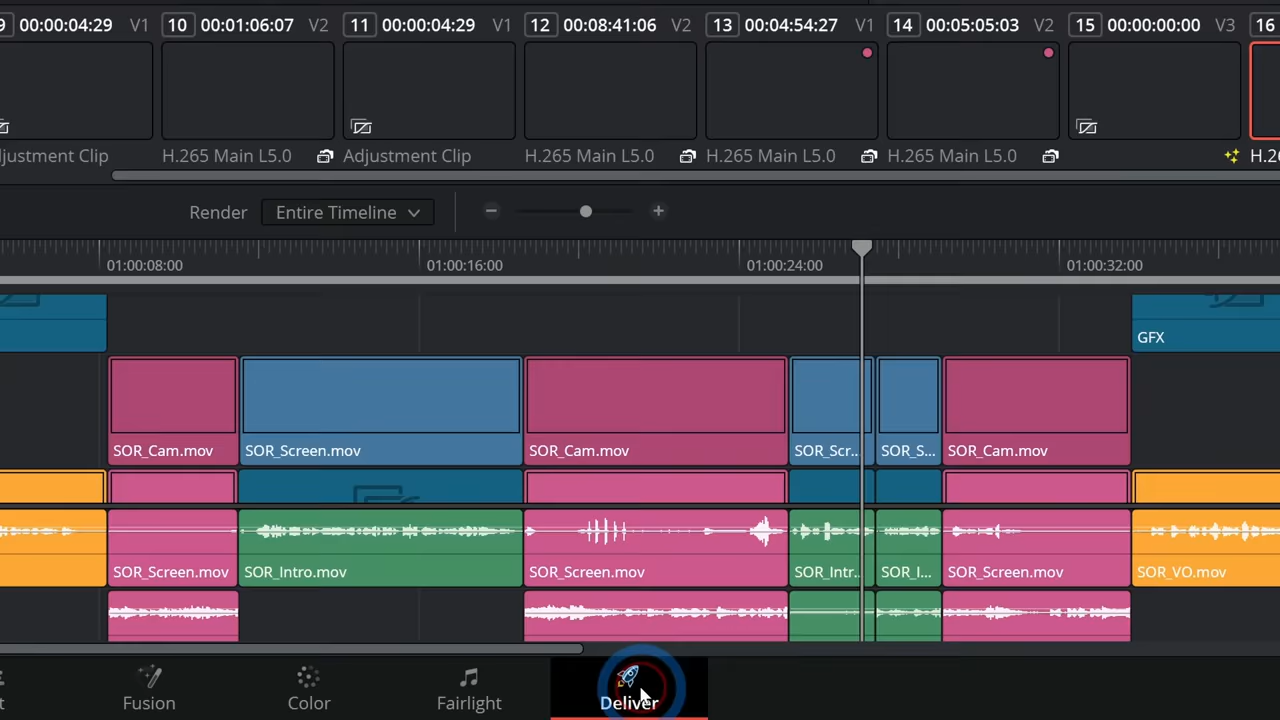 9 00:00:04:29 V1 10 00:01:06:07 V2 11 00:00:04:29 V1 12 00:08:41:06 V2 13 00:04:54:27 V1 14 00:05:05:03 V2 15 00:00:00:00 V3 16
justment Clip H.265 Main L5.0 Adjustment Clip H.265 Main L5.0 H.265 Main L5.0 H.265 Main L5.0 H.26
Render Entire Timeline
01:00:08:00 01:00:16:00 01:00:24:00 01:00:32:00
GFX
SOR_Cam.mov SOR_Screen.mov SOR_Cam.mov SOR_Scr... SOR_S... SOR_Cam.mov
SOR_Screen.mov SOR_Intro.mov SOR_Screen.mov SOR_Intr... SOR_I... SOR_Screen.mov SOR_VO.mov
t Fusion Color Fairlight Deliver